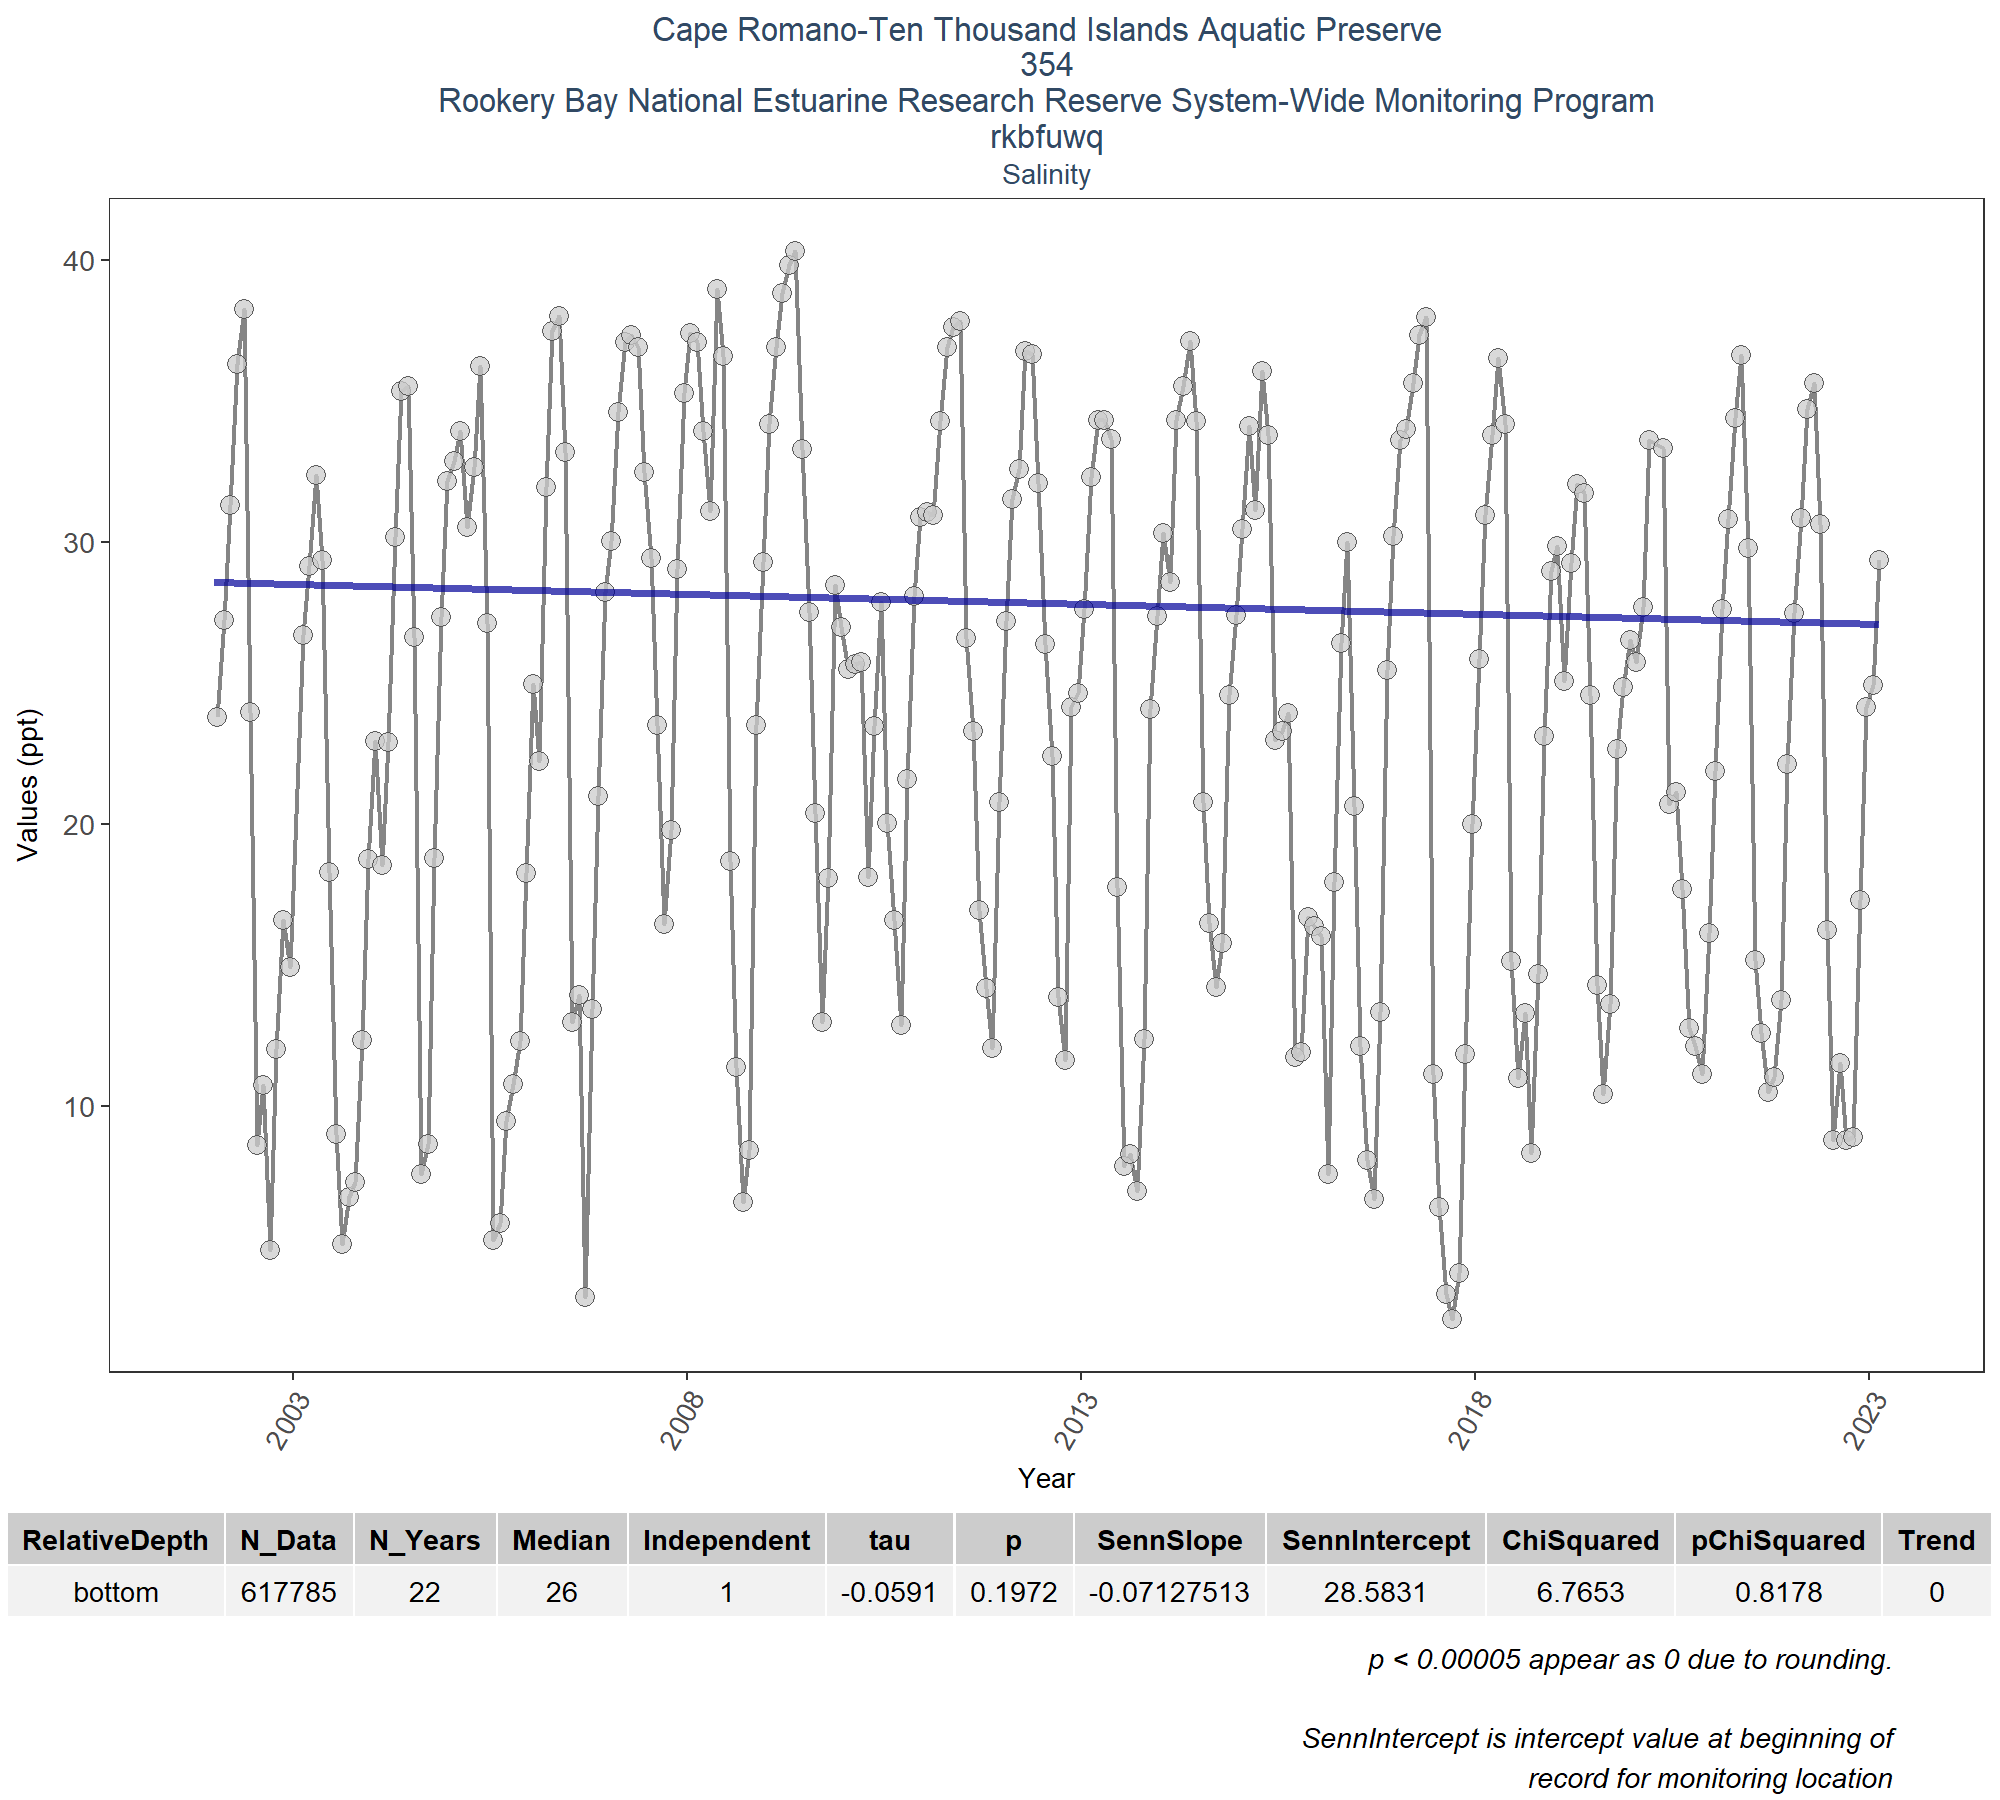 Cape Romano-Ten Thousand Islands Aquatic Preserve
354
Rookery Bay National Estuarine Research Reserve System-Wide Monitoring Program
rkbfuwq
Salinity
Values (ppt)
40
30
20
10
2003 2008 2013 2018 2023
Year
RelativeDepth N_Data N_Years Median Independent tau p SennSlope SennIntercept ChiSquared pChiSquared Trend
bottom 617785 22 26 1 -0.0591 0.1972 -0.07127513 28.5831 6.7653 0.8178 0
p < 0.00005 appear as 0 due to rounding.
SennIntercept is intercept value at beginning of
record for monitoring location